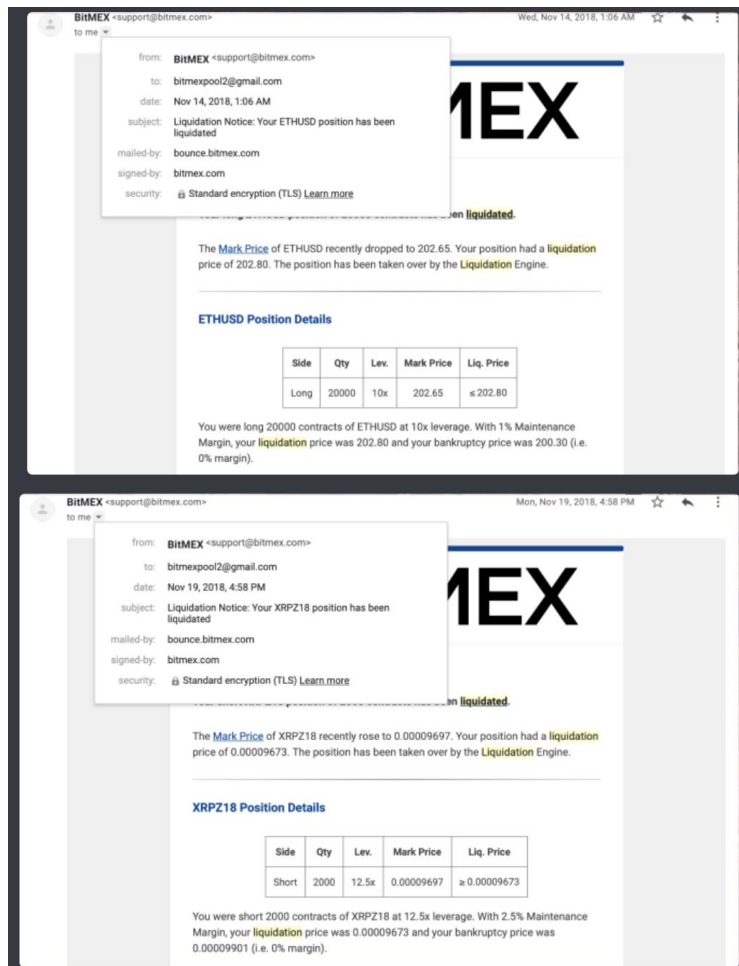 BitMEX <support@bitmex.com>
Wed, Nov 14, 2018, 1:06 AM
to me
from: BitMEX <support@bitmex.com>
to: bitmexpool2@gmail.com
date: Nov 14, 2018, 1:06 AM
subject: Liquidation Notice: Your ETHUSD position has been
liquidated
mailed-by: bounce.bitmex.com
signed-by: bitmex.com
security: Standard encryption (TLS) Learn more
MEX
liquidated.
The Mark Price of ETHUSD recently dropped to 202.65. Your position had a liquidation
price of 202.80. The position has been taken over by the Liquidation Engine.
ETHUSD Position Details
Side Qty Lev. Mark Price Liq. Price
Long 20000 10x 202.65 ≤ 202.80
You were long 20000 contracts of ETHUSD at 10x leverage. With 1% Maintenance
Margin, your liquidation price was 202.80 and your bankruptcy price was 200.30 (i.e.
0% margin).
BitMEX <support@bitmex.com>
Mon, Nov 19, 2018, 4:58 PM
to me
from: BitMEX <support@bitmex.com>
to: bitmexpool2@gmail.com
date: Nov 19, 2018, 4:58 PM
subject: Liquidation Notice: Your XRPZ18 position has been
liquidated
mailed-by: bounce.bitmex.com
signed-by: bitmex.com
security: Standard encryption (TLS) Learn more
MEX
liquidated.
The Mark Price of XRPZ18 recently rose to 0.00009697. Your position had a liquidation
price of 0.00009673. The position has been taken over by the Liquidation Engine.
XRPZ18 Position Details
Side Qty Lev. Mark Price Liq. Price
Short 2000 12.5x 0.00009697 ≥ 0.00009673
You were short 2000 contracts of XRPZ18 at 12.5x leverage. With 2.5% Maintenance
Margin, your liquidation price was 0.00009673 and your bankruptcy price was
0.00009901 (i.e. 0% margin).